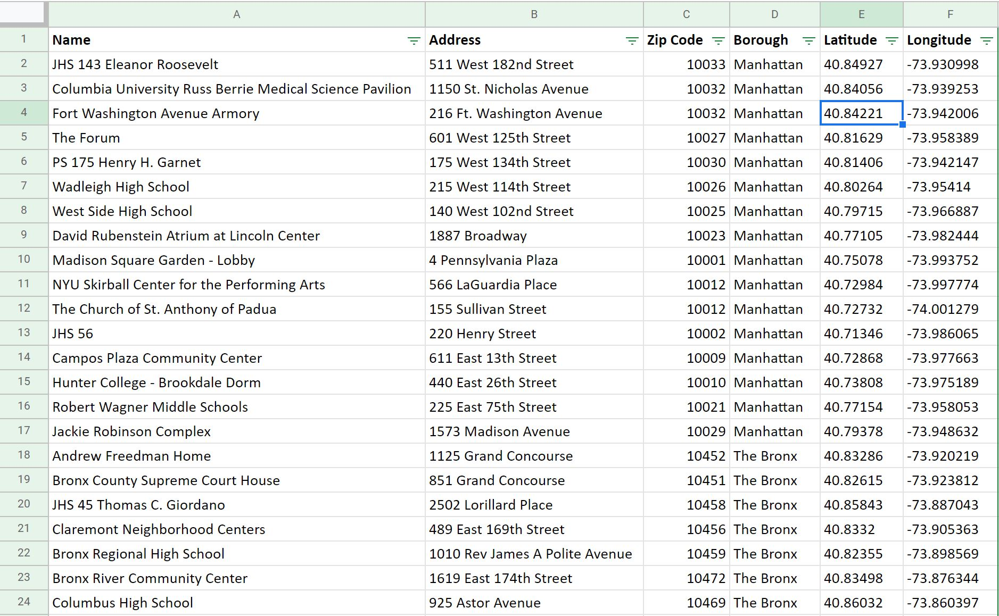 A B C D E F
1 Name Address Zip Code Borough Latitude Longitude
2 JHS 143 Eleanor Roosevelt 511 West 182nd Street 10033 Manhattan 40.84927 -73.930998
3 Columbia University Russ Berrie Medical Science Pavilion 1150 St. Nicholas Avenue 10032 Manhattan 40.84056 -73.939253
4 Fort Washington Avenue Armory 216 Ft. Washington Avenue 10032 Manhattan 40.84221 -73.942006
5 The Forum 601 West 125th Street 10027 Manhattan 40.81629 -73.958389
6 PS 175 Henry H. Garnet 175 West 134th Street 10030 Manhattan 40.81406 -73.942147
7 Wadleigh High School 215 West 114th Street 10026 Manhattan 40.80264 -73.95414
8 West Side High School 140 West 102nd Street 10025 Manhattan 40.79715 -73.966887
9 David Rubenstein Atrium at Lincoln Center 1887 Broadway 10023 Manhattan 40.77105 -73.982444
10 Madison Square Garden - Lobby 4 Pennsylvania Plaza 10001 Manhattan 40.75078 -73.993752
11 NYU Skirball Center for the Performing Arts 566 LaGuardia Place 10012 Manhattan 40.72984 -73.997774
12 The Church of St. Anthony of Padua 155 Sullivan Street 10012 Manhattan 40.72732 -74.001279
13 JHS 56 220 Henry Street 10002 Manhattan 40.71346 -73.986065
14 Campos Plaza Community Center 611 East 13th Street 10009 Manhattan 40.72868 -73.977663
15 Hunter College - Brookdale Dorm 440 East 26th Street 10010 Manhattan 40.73808 -73.975189
16 Robert Wagner Middle Schools 225 East 75th Street 10021 Manhattan 40.77154 -73.958053
17 Jackie Robinson Complex 1573 Madison Avenue 10029 Manhattan 40.79378 -73.948632
18 Andrew Freedman Home 1125 Grand Concourse 10452 The Bronx 40.83286 -73.920219
19 Bronx County Supreme Court House 851 Grand Concourse 10451 The Bronx 40.82615 -73.923812
20 JHS 45 Thomas C. Giordano 2502 Lorillard Place 10458 The Bronx 40.85843 -73.887043
21 Claremont Neighborhood Centers 489 East 169th Street 10456 The Bronx 40.8332 -73.905363
22 Bronx Regional High School 1010 Rev James A Polite Avenue 10459 The Bronx 40.82355 -73.898569
23 Bronx River Community Center 1619 East 174th Street 10472 The Bronx 40.83498 -73.876344
24 Columbus High School 925 Astor Avenue 10469 The Bronx 40.86032 -73.860397